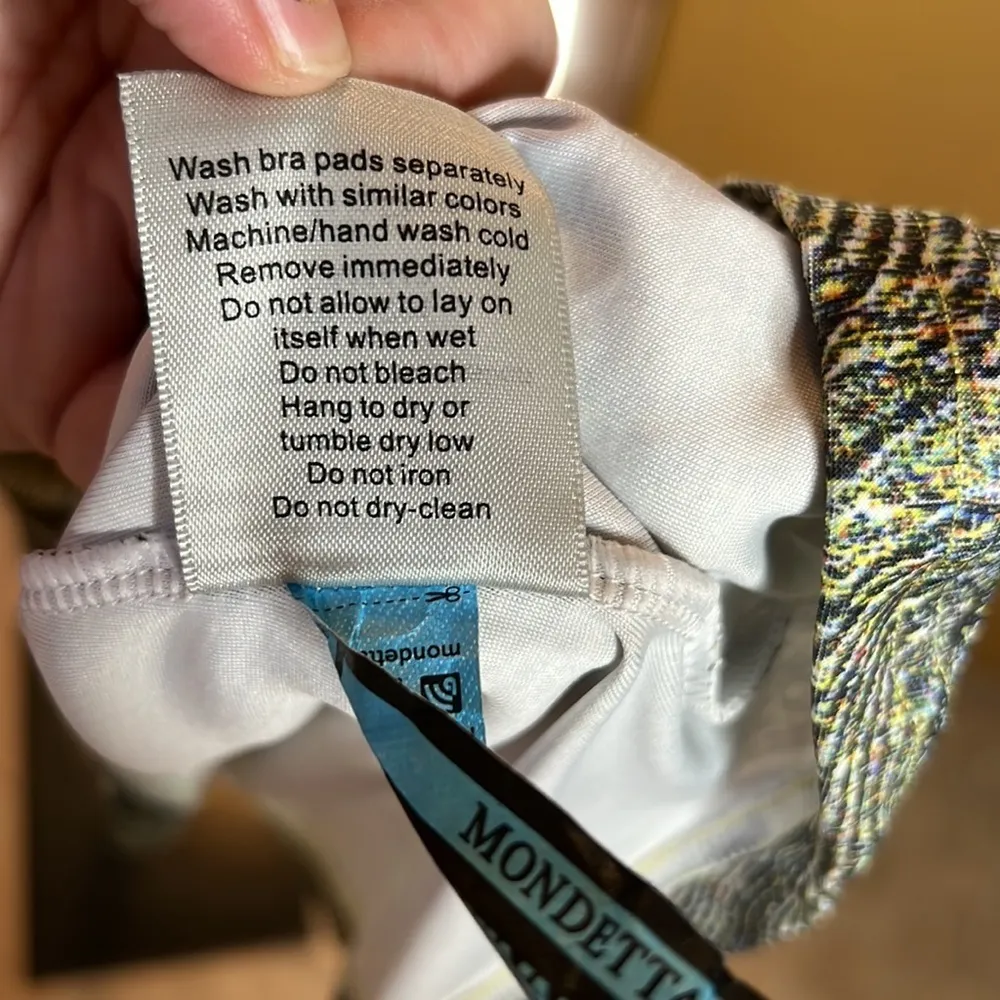 Wash bra pads separately
Wash with similar colors
Machine/hand wash cold
Remove immediately
Do not allow to lay on
itself when wet
Do not bleach
Hang to dry or
tumble dry low
Do not iron
Do not dry-clean
MONDETTA